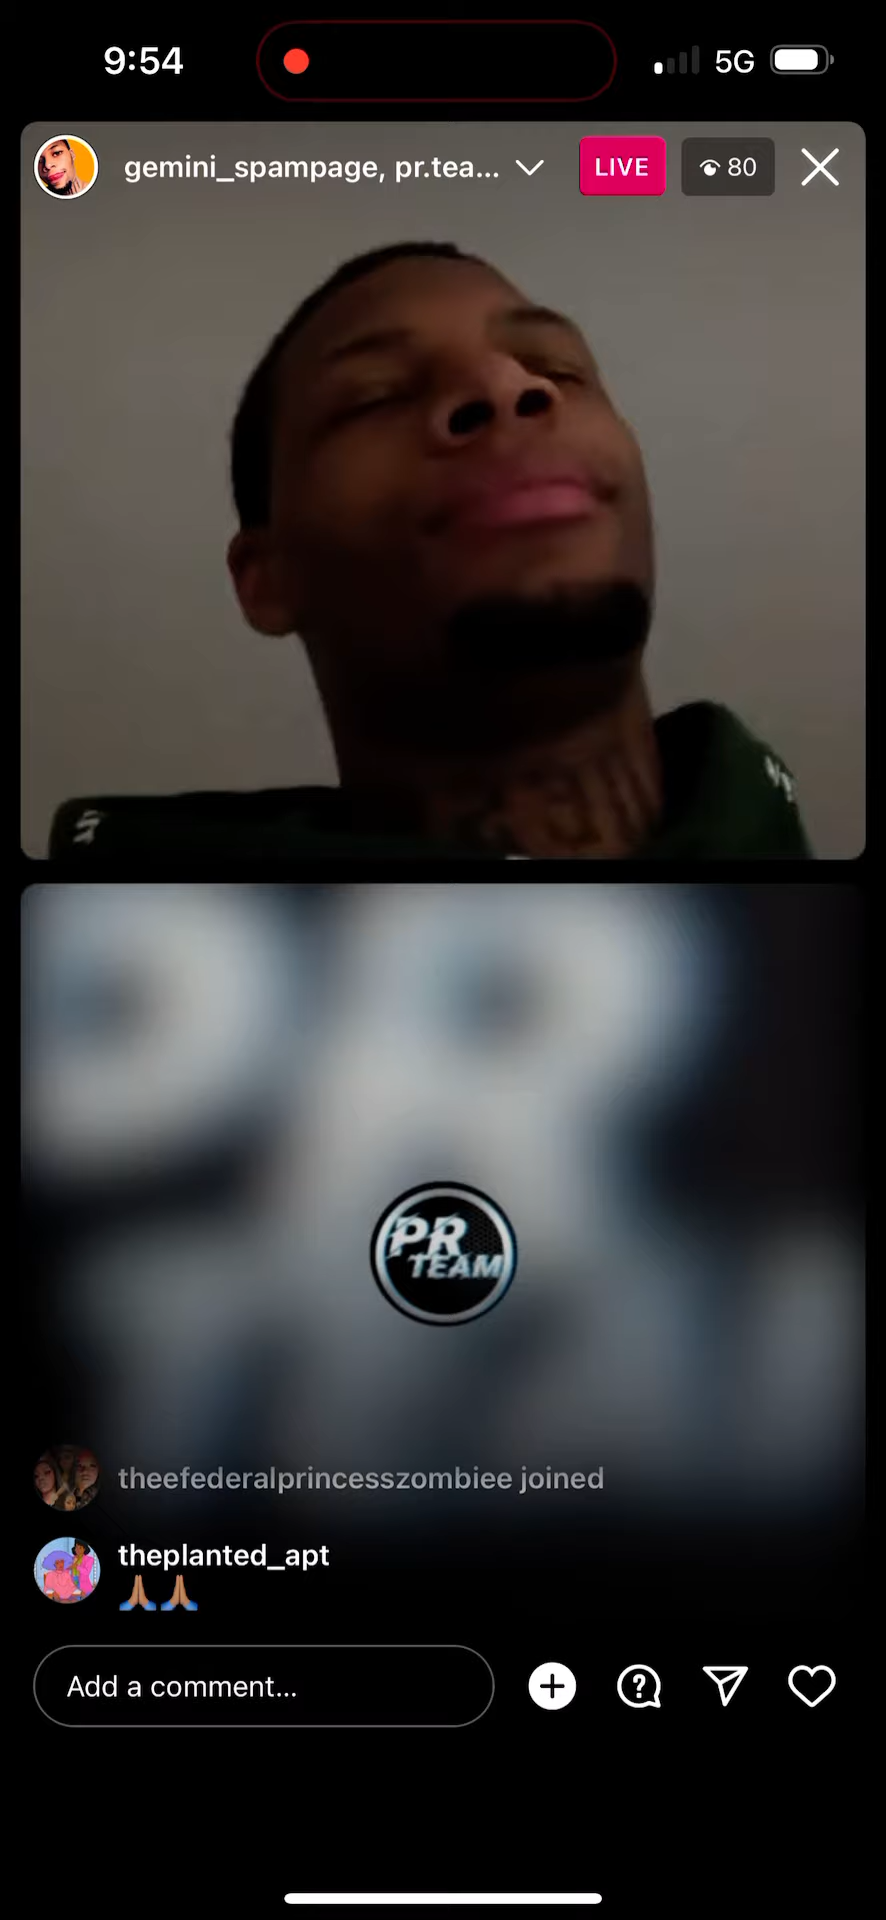 9:54
5G
gemini_spampage, pr.tea...
LIVE
80
PR
TEAM
theefederalprincesszombiee joined
theplanted_apt
🙏🏽🙏🏽
Add a comment...